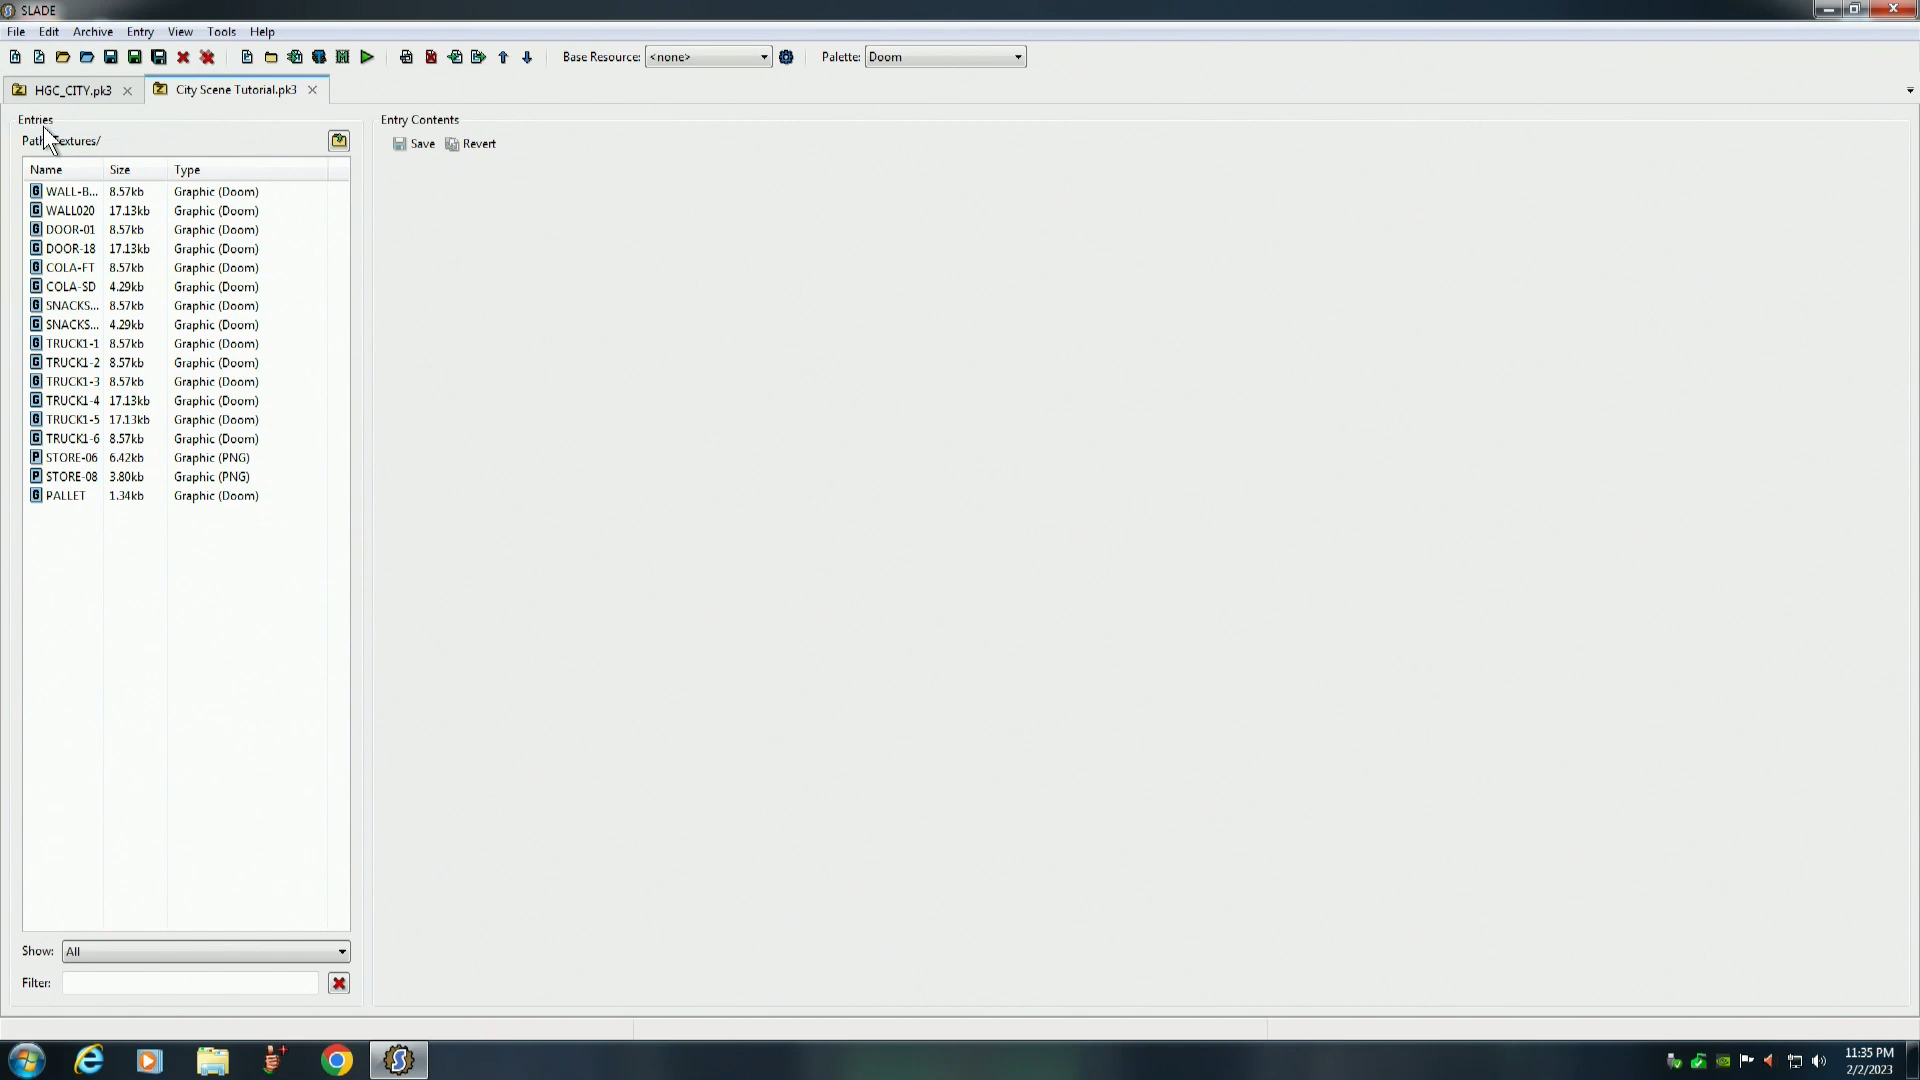 SLADE
File Edit Archive Entry View Tools Help
Base Resource: <none> Palette: Doom
HGC_CITY.pk3 City Scene Tutorial.pk3
Entries Entry Contents
Save Revert
Name Size Type
WALL-B... 8.57kb Graphic (Doom)
WALL020 17.13kb Graphic (Doom)
DOOR-01 8.57kb Graphic (Doom)
DOOR-18 17.13kb Graphic (Doom)
COLA-FT 8.57kb Graphic (Doom)
COLA-SD 4.29kb Graphic (Doom)
SNACKS... 8.57kb Graphic (Doom)
SNACKS... 4.29kb Graphic (Doom)
TRUCK1-1 8.57kb Graphic (Doom)
TRUCK1-2 8.57kb Graphic (Doom)
TRUCK1-3 8.57kb Graphic (Doom)
TRUCK1-4 17.13kb Graphic (Doom)
TRUCK1-5 17.13kb Graphic (Doom)
TRUCK1-6 8.57kb Graphic (Doom)
STORE-06 6.42kb Graphic (PNG)
STORE-08 3.80kb Graphic (PNG)
PALLET 1.34kb Graphic (Doom)
Show: All
Filter:
11:35 PM
2/2/2023